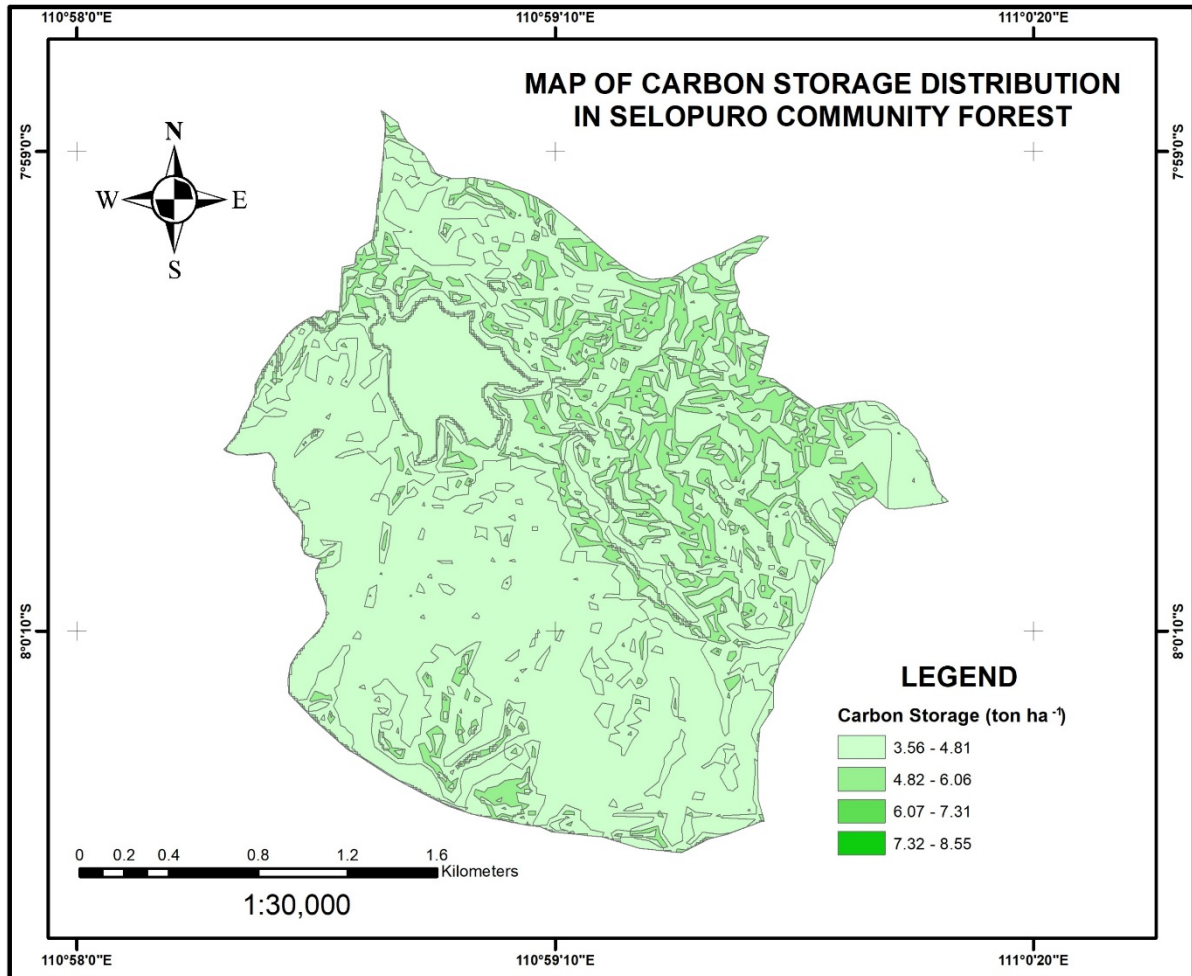 110°58'0"E 110°59'10"E 111°0'20"E
MAP OF CARBON STORAGE DISTRIBUTION
IN SELOPURO COMMUNITY FOREST
7°59'0"S 7°59'0"S
N
W E
S
8°0'10"S 8°0'10"S
LEGEND
Carbon Storage (ton ha⁻¹)
3.56 - 4.81
4.82 - 6.06
6.07 - 7.31
7.32 - 8.55
0 0.2 0.4 0.8 1.2 1.6
Kilometers
1:30,000
110°58'0"E 110°59'10"E 111°0'20"E